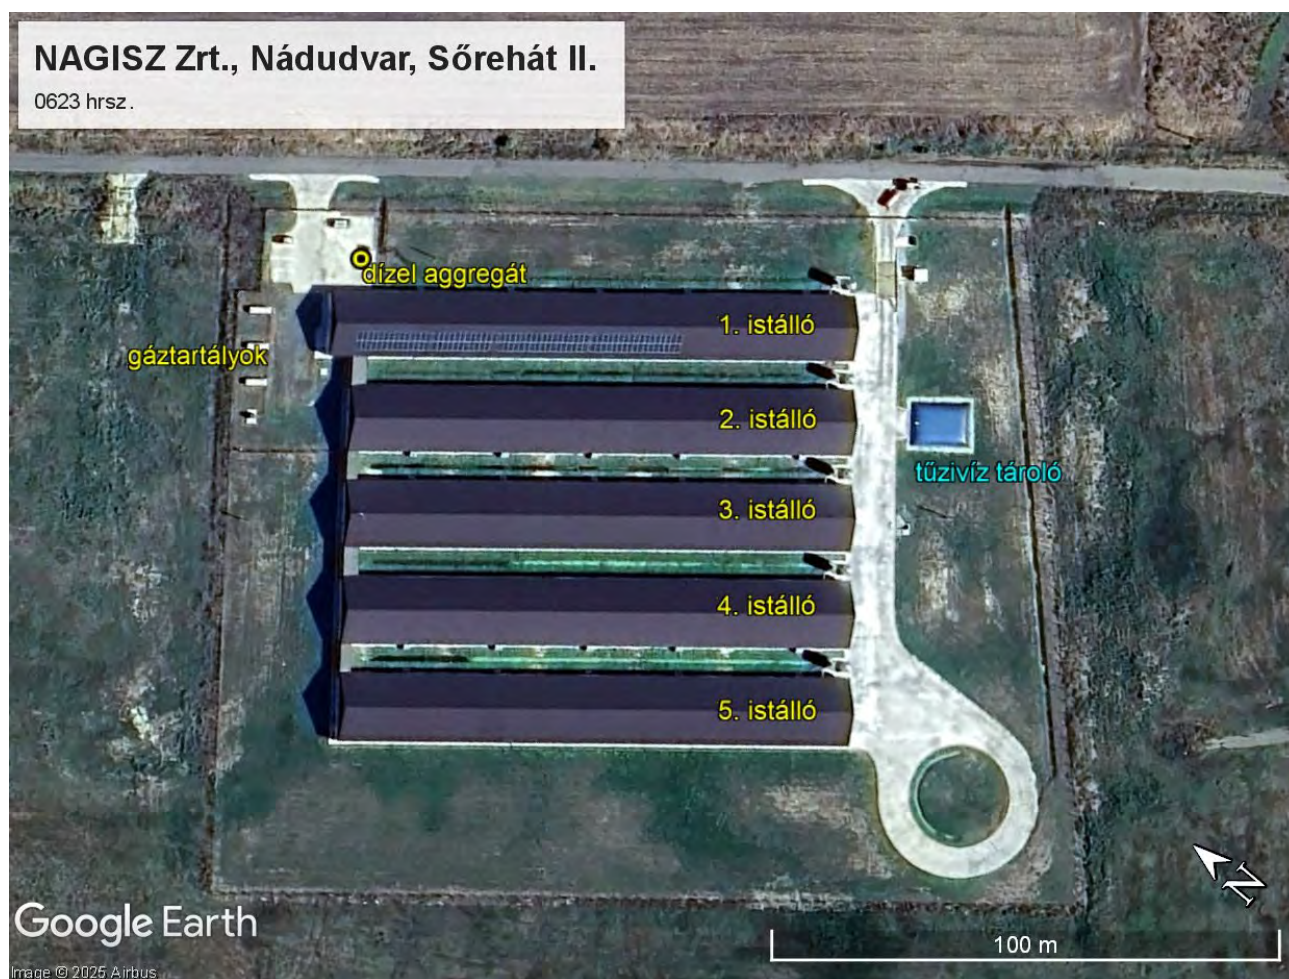 NAGISZ Zrt., Nádudvar, Sőrehát II.
0623 hrsz.
dízel aggregát
1. istálló
gáztartályok
2. istálló
tűzivíz tároló
3. istálló
4. istálló
5. istálló
N
Google Earth
100 m
Image © 2025 Airbus